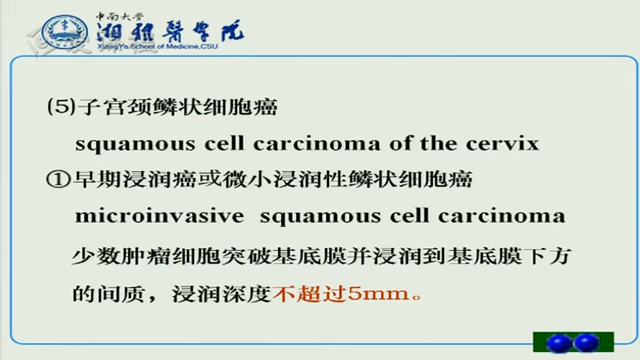 中南大学
湘雅醫学院
XiangYa School of Medicine,CSU
(5)子宫颈鳞状细胞癌
squamous cell carcinoma of the cervix
①早期浸润癌或微小浸润性鳞状细胞癌
microinvasive squamous cell carcinoma
少数肿瘤细胞突破基底膜并浸润到基底膜下方
的间质，浸润深度不超过5mm。